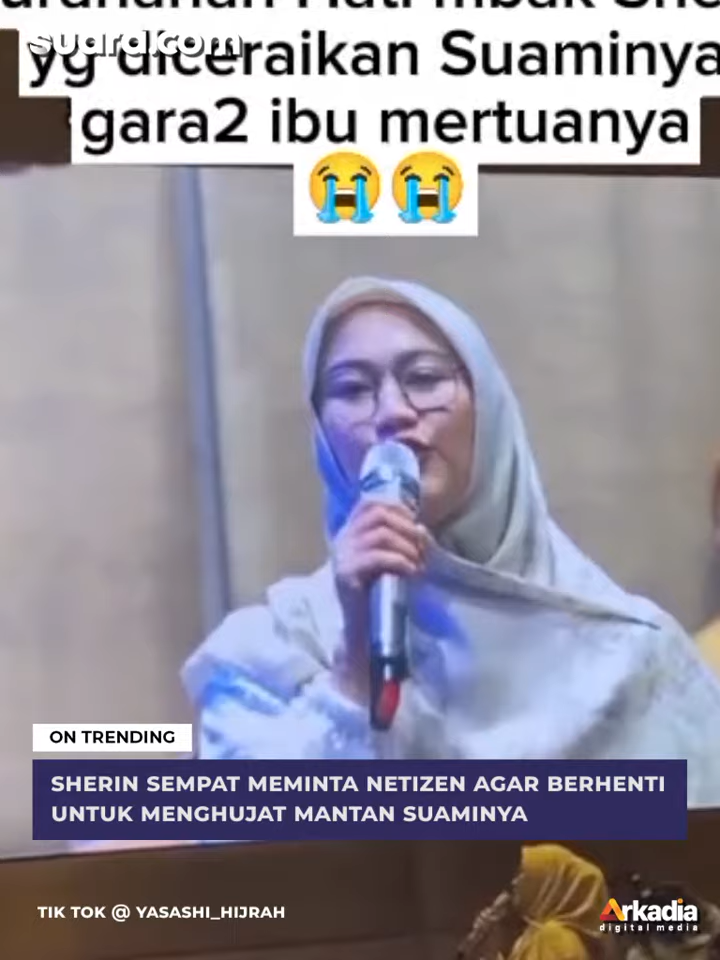 yg diceraikan Suaminya
gara2 ibu mertuanya
😭😭
suara.com
ON TRENDING
SHERIN SEMPAT MEMINTA NETIZEN AGAR BERHENTI
UNTUK MENGHUJAT MANTAN SUAMINYA
TIK TOK @ YASASHI_HIJRAH
Arkadia
digital media